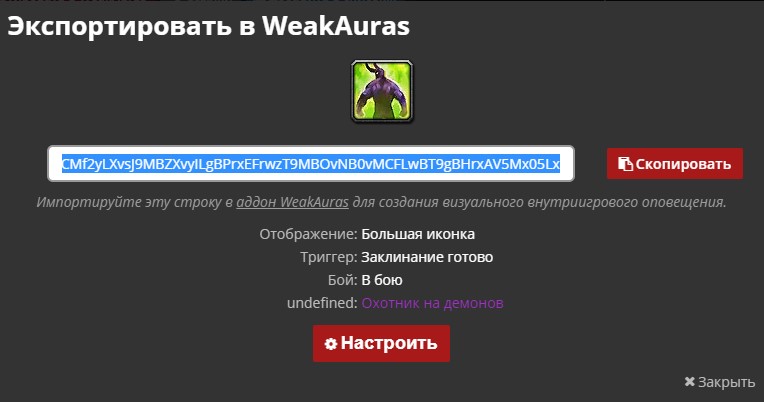 Экспортировать в WeakAuras
CMf2yLXvsJ9MBZXvyILgBPrxEFrwzT9MBOvNB0vMCFLwBT9gBHrxAV5Mx05Lx
Скопировать
Импортируйте эту строку в аддон WeakAuras для создания визуального внутриигрового оповещения.
Отображение: Большая иконка
Триггер: Заклинание готово
Бой: В бою
undefined: Охотник на демонов
Настроить
Закрыть